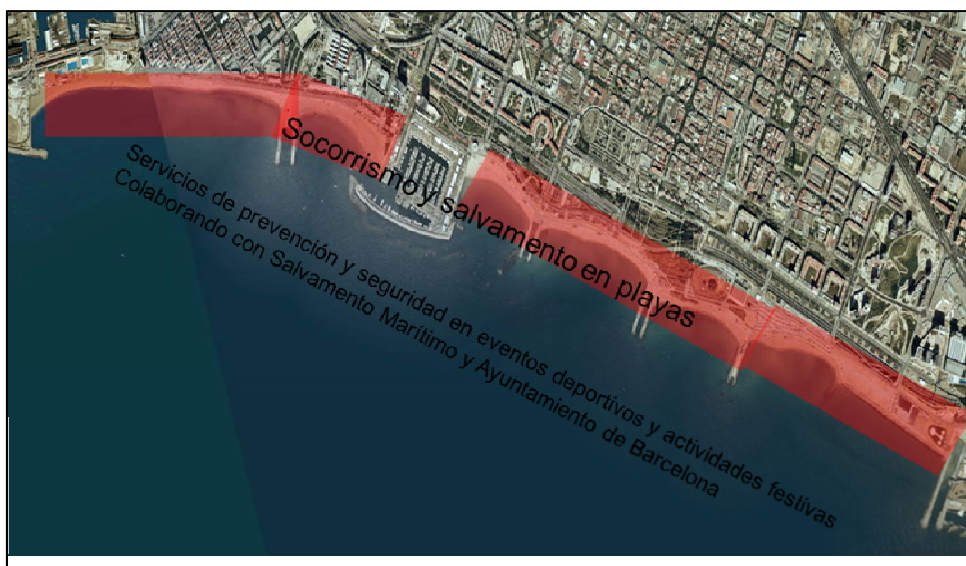 Socorrismo y salvamento en playas
Servicios de prevención y seguridad en eventos deportivos y actividades festivas
Colaborando con Salvamento Marítimo y Ayuntamiento de Barcelona